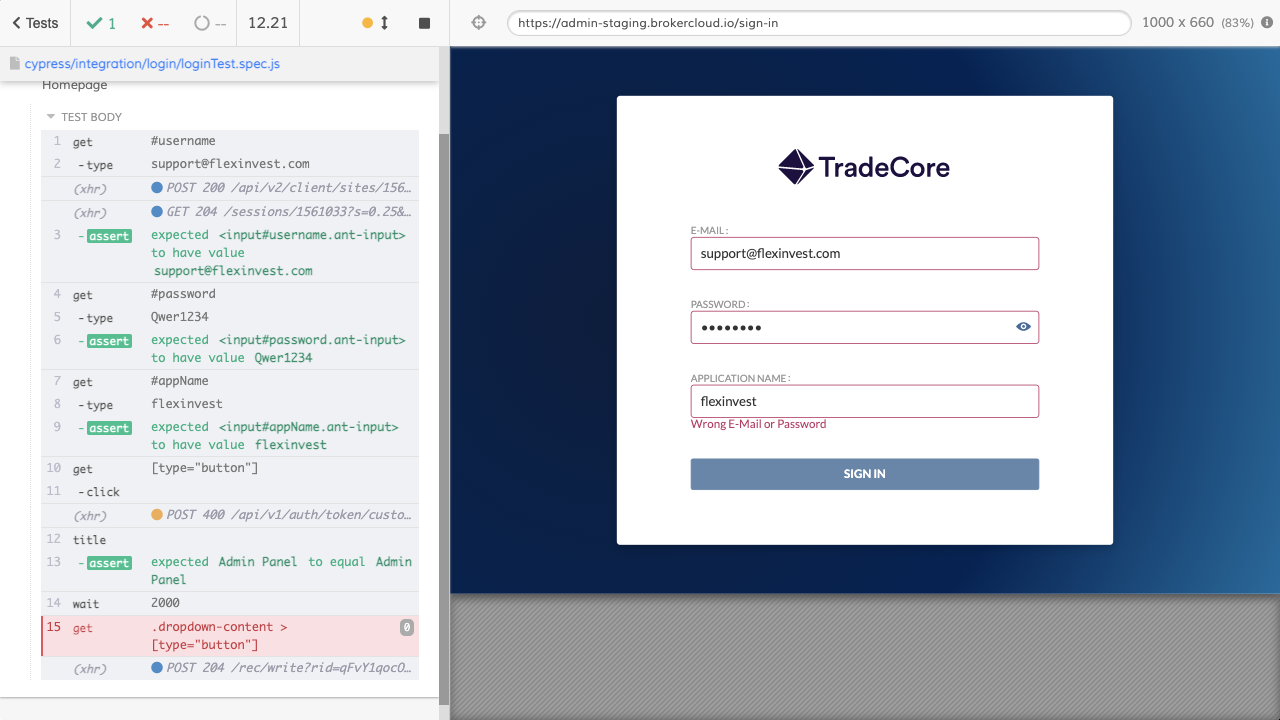 Tests
1
--
--
12.21
https://admin-staging.brokercloud.io/sign-in
1000 x 660 (83%)
cypress/integration/login/loginTest.spec.js
Homepage
TEST BODY
1 get #username
2 -type support@flexinvest.com
(xhr) POST 200 /api/v2/client/sites/156…
(xhr) GET 204 /sessions/1561033?s=0.25&…
3 -assert expected <input#username.ant-input>
to have value
support@flexinvest.com
4 get #password
5 -type Qwer1234
6 -assert expected <input#password.ant-input>
to have value Qwer1234
7 get #appName
8 -type flexinvest
9 -assert expected <input#appName.ant-input>
to have value flexinvest
10 get [type="button"]
11 -click
(xhr) POST 400 /api/v1/auth/token/custo…
12 title
13 -assert expected Admin Panel to equal Admin
Panel
14 wait 2000
15 get .dropdown-content > 0
[type="button"]
(xhr) POST 204 /rec/write?rid=qFvY1qocO…
TradeCore
E-MAIL:
support@flexinvest.com
PASSWORD:
••••••••
APPLICATION NAME:
flexinvest
Wrong E-Mail or Password
SIGN IN